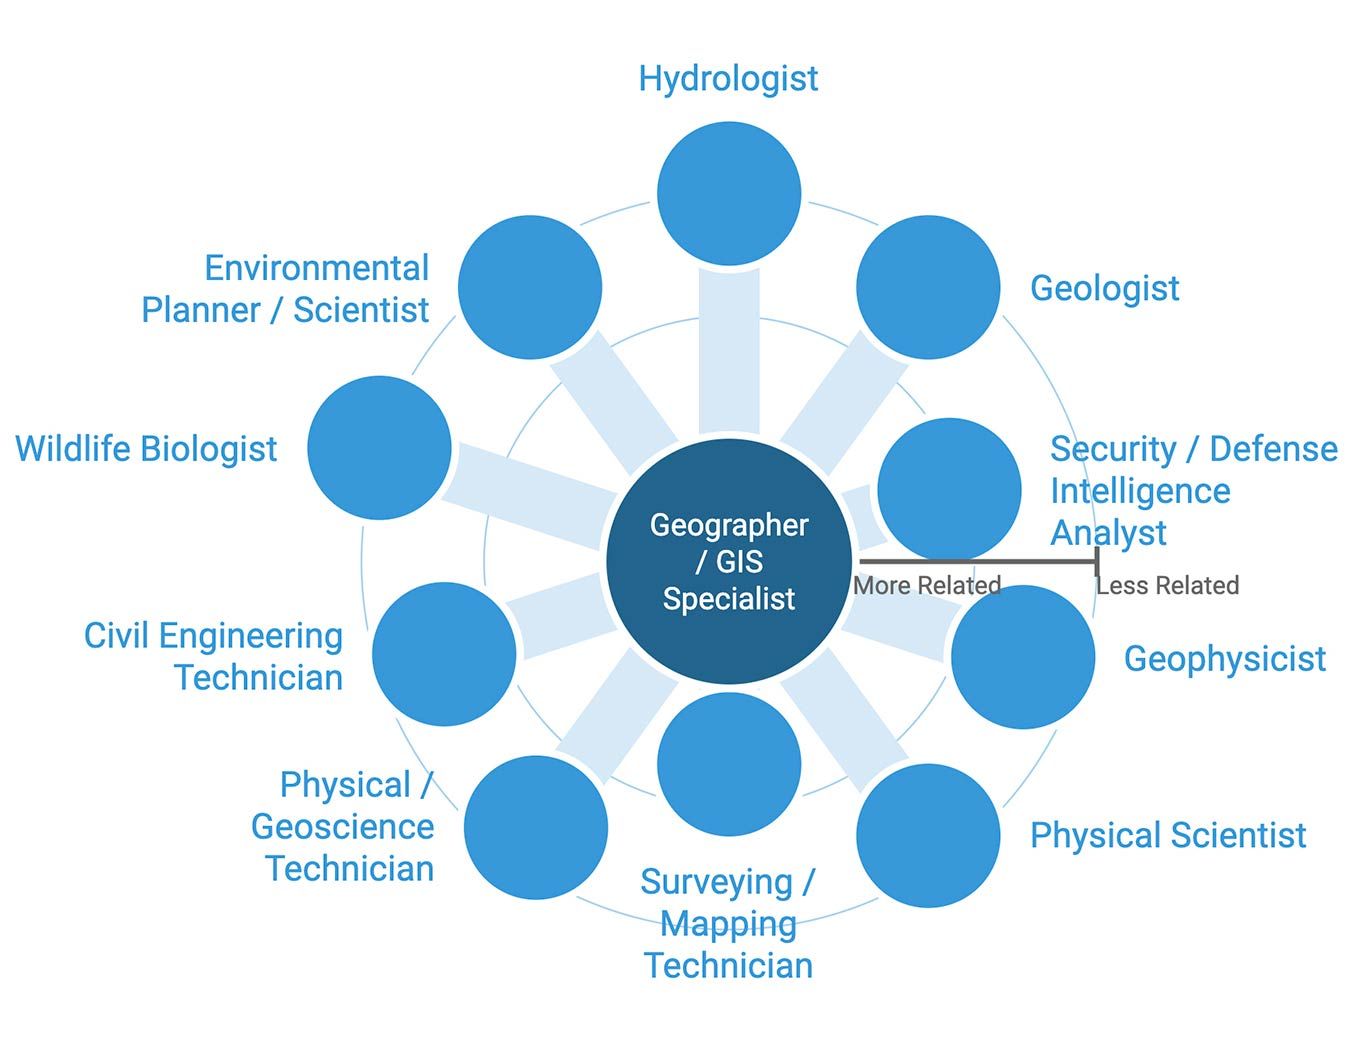 Hydrologist
Environmental
Planner / Scientist
Geologist
Wildlife Biologist
Security / Defense
Intelligence
Analyst
Geographer
/ GIS
Specialist
More Related
Less Related
Civil Engineering
Technician
Geophysicist
Physical /
Geoscience
Technician
Physical Scientist
Surveying /
Mapping
Technician